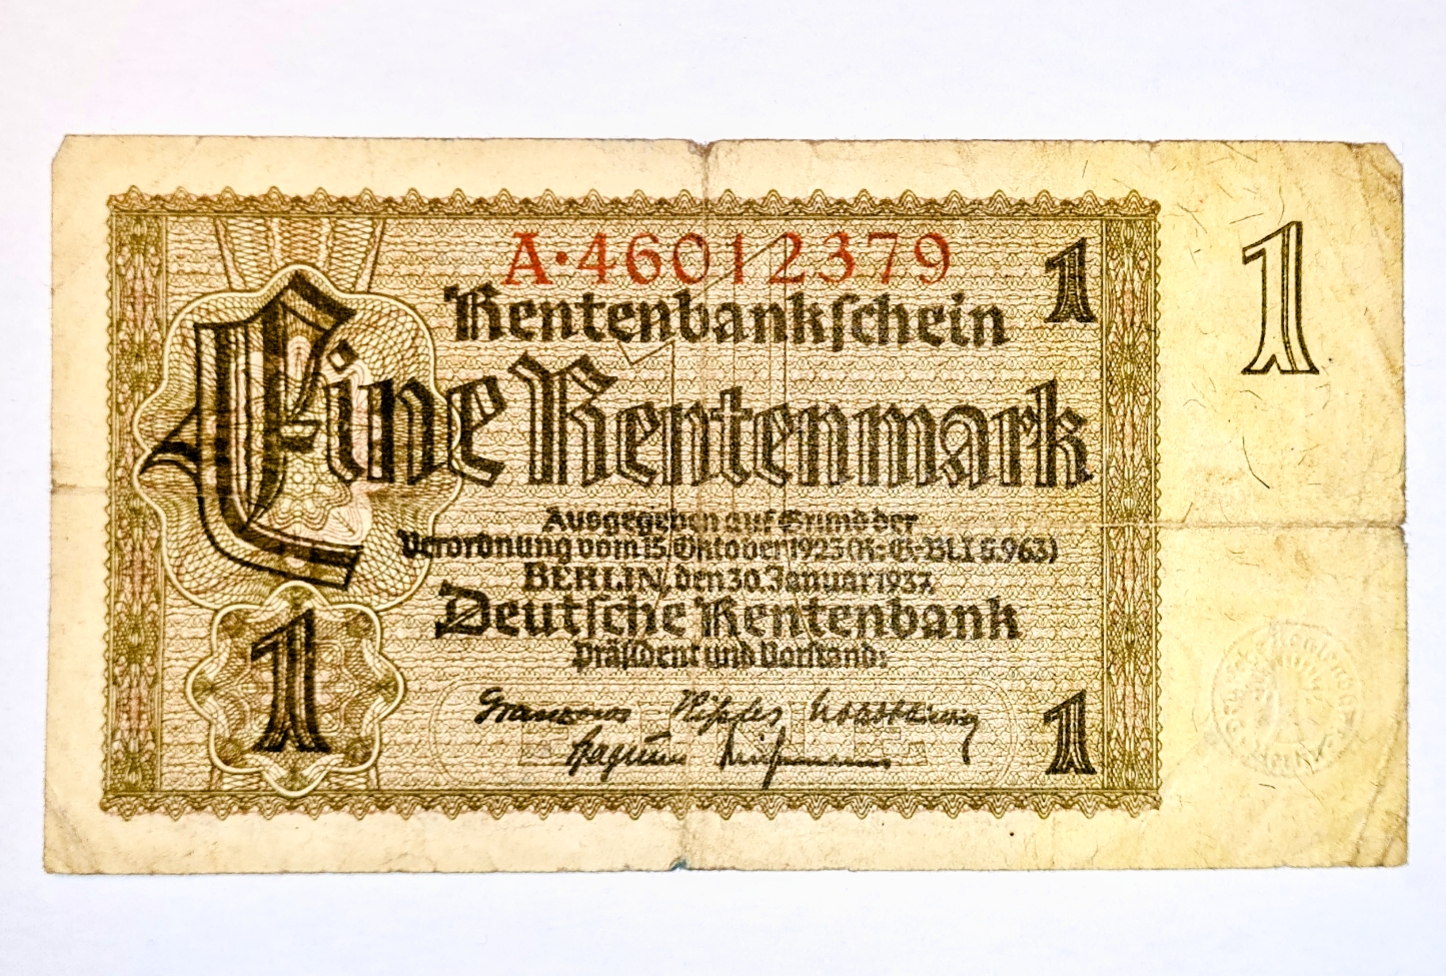 A·46012379
Rentenbankschein
1
Eine Rentenmark
1
Ausgegeben auf Grund der
Verordnung vom 15. Oktober 1923 (R.-G.-Bl. I S. 963)
BERLIN, den 30. Januar 1937.
Deutsche Rentenbank
Präsident und Vorstand:
1
1